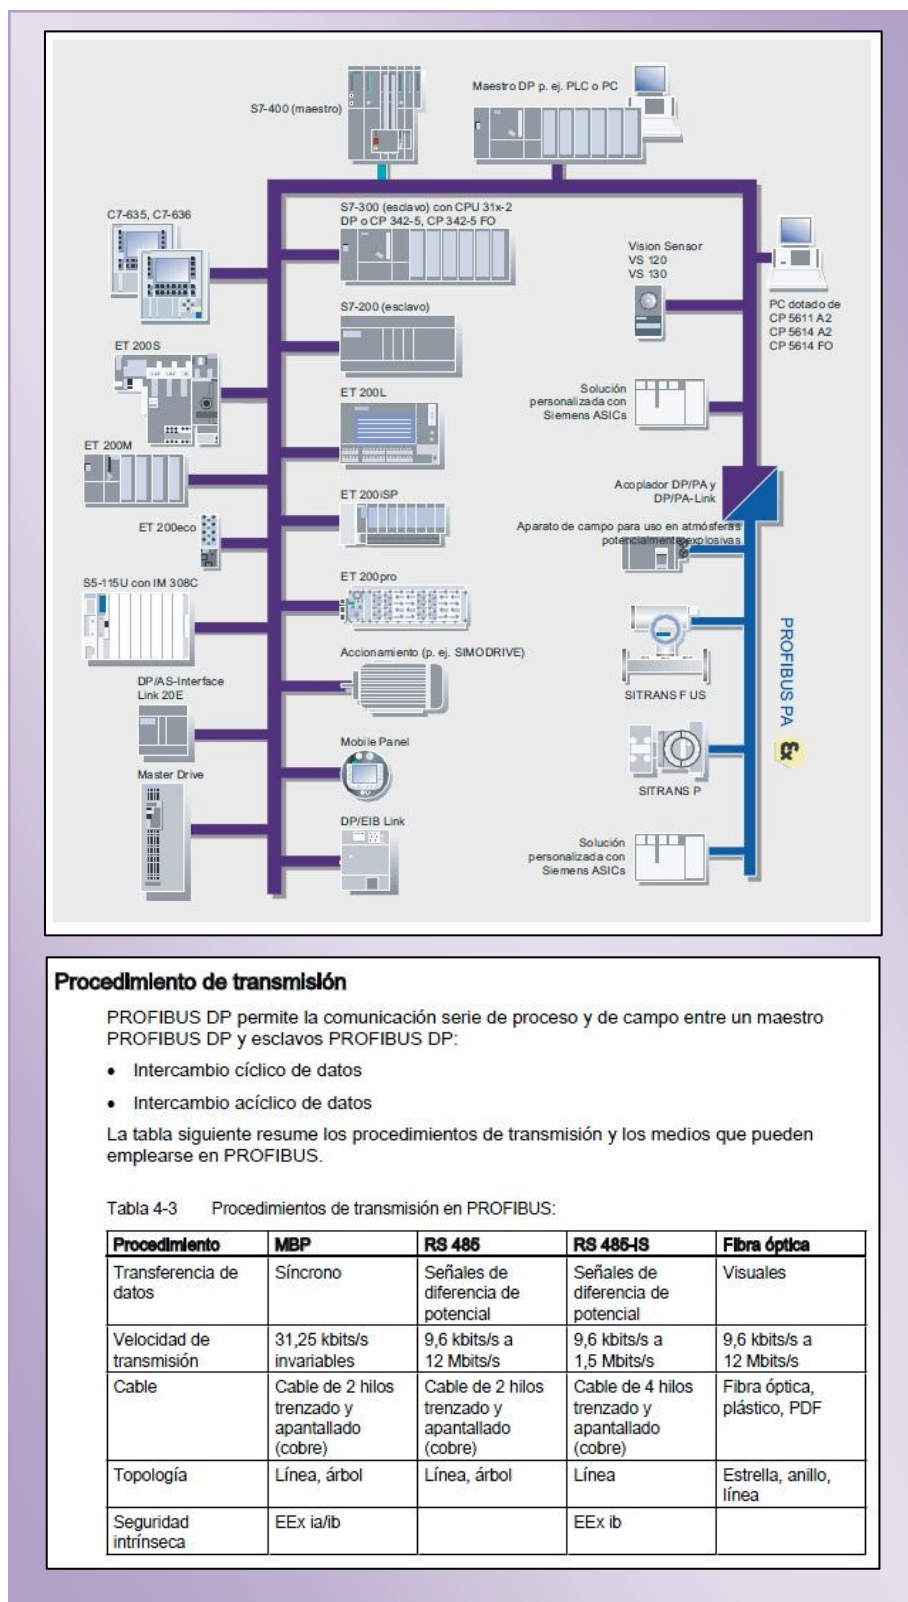 Maestro DP p. ej. PLC o PC
S7-400 (maestro)
C7-635, C7-636
S7-300 (esclavo) con CPU 31x-2
DP o CP 342-5, CP 342-5 FO
Vision Sensor
VS 120
VS 130
PC dotado de
CP 5611 A2
CP 5614 A2
CP 5614 FO
S7-200 (esclavo)
ET 200S
ET 200L
Solución
personalizada con
Siemens ASICs
ET 200M
Acoplador DP/PA y
DP/PA-Link
ET 200iSP
ET 200eco
Aparato de campo para uso en atmósferas
potencialmente explosivas
S5-115U con IM 308C
ET 200pro
PROFIBUS PA
Ex
Accionamiento (p. ej. SIMODRIVE)
SITRANS F US
DP/AS-Interface
Link 20E
Mobile Panel
SITRANS P
Master Drive
DP/EIB Link
Solución
personalizada con
Siemens ASICs
Procedimiento de transmisión
PROFIBUS DP permite la comunicación serie de proceso y de campo entre un maestro
PROFIBUS DP y esclavos PROFIBUS DP:
• Intercambio cíclico de datos
• Intercambio acíclico de datos
La tabla siguiente resume los procedimientos de transmisión y los medios que pueden
emplearse en PROFIBUS.
Tabla 4-3 Procedimientos de transmisión en PROFIBUS:
Procedimiento MBP RS 485 RS 485-IS Fibra óptica
Transferencia de Síncrono Señales de Señales de Visuales
datos diferencia de diferencia de
potencial potencial
Velocidad de 31,25 kbits/s 9,6 kbits/s a 9,6 kbits/s a 9,6 kbits/s a
transmisión invariables 12 Mbits/s 1,5 Mbits/s 12 Mbits/s
Cable Cable de 2 hilos Cable de 2 hilos Cable de 4 hilos Fibra óptica,
trenzado y trenzado y trenzado y plástico, PDF
apantallado apantallado apantallado
(cobre) (cobre) (cobre)
Topología Línea, árbol Línea, árbol Línea Estrella, anillo,
línea
Seguridad EEx ia/ib EEx ib
intrínseca